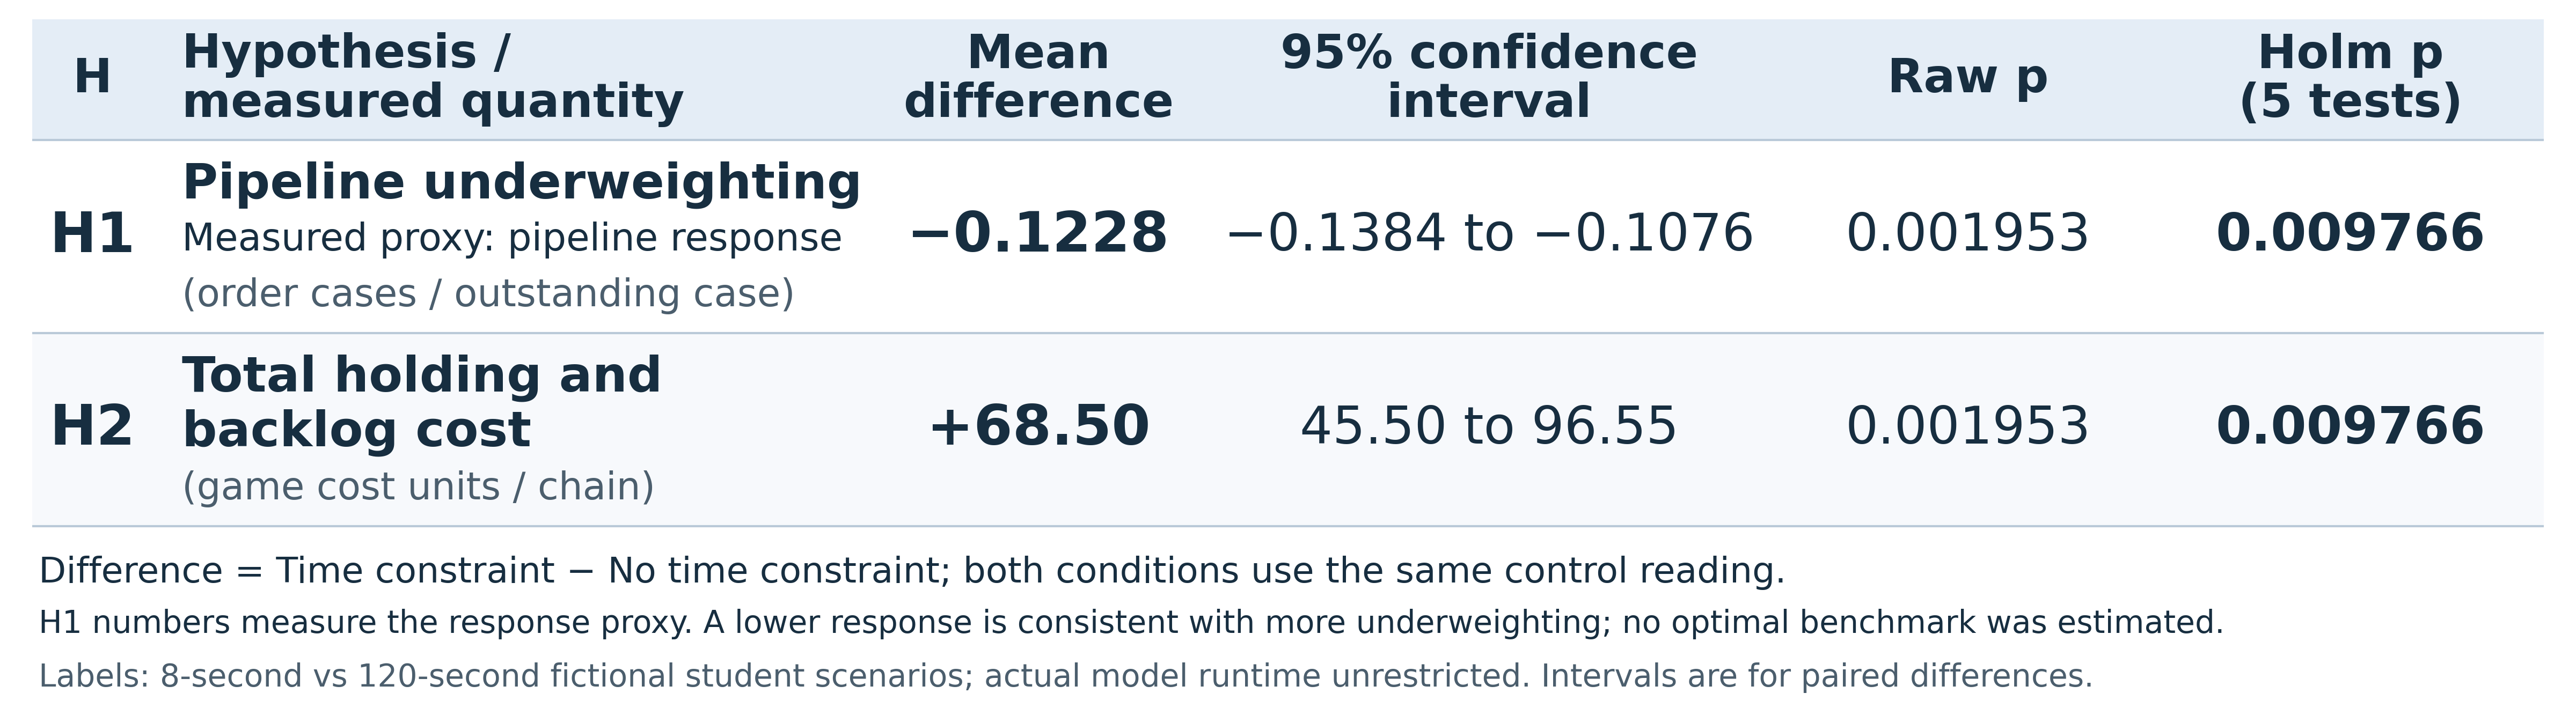 H
Hypothesis /
measured quantity
Mean
difference
95% confidence
interval
Raw p
Holm p
(5 tests)
H1
Pipeline underweighting
Measured proxy: pipeline response
(order cases / outstanding case)
−0.1228
−0.1384 to −0.1076
0.001953
0.009766
H2
Total holding and
backlog cost
(game cost units / chain)
+68.50
45.50 to 96.55
0.001953
0.009766
Difference = Time constraint − No time constraint; both conditions use the same control reading.
H1 numbers measure the response proxy. A lower response is consistent with more underweighting; no optimal benchmark was estimated.
Labels: 8-second vs 120-second fictional student scenarios; actual model runtime unrestricted. Intervals are for paired differences.